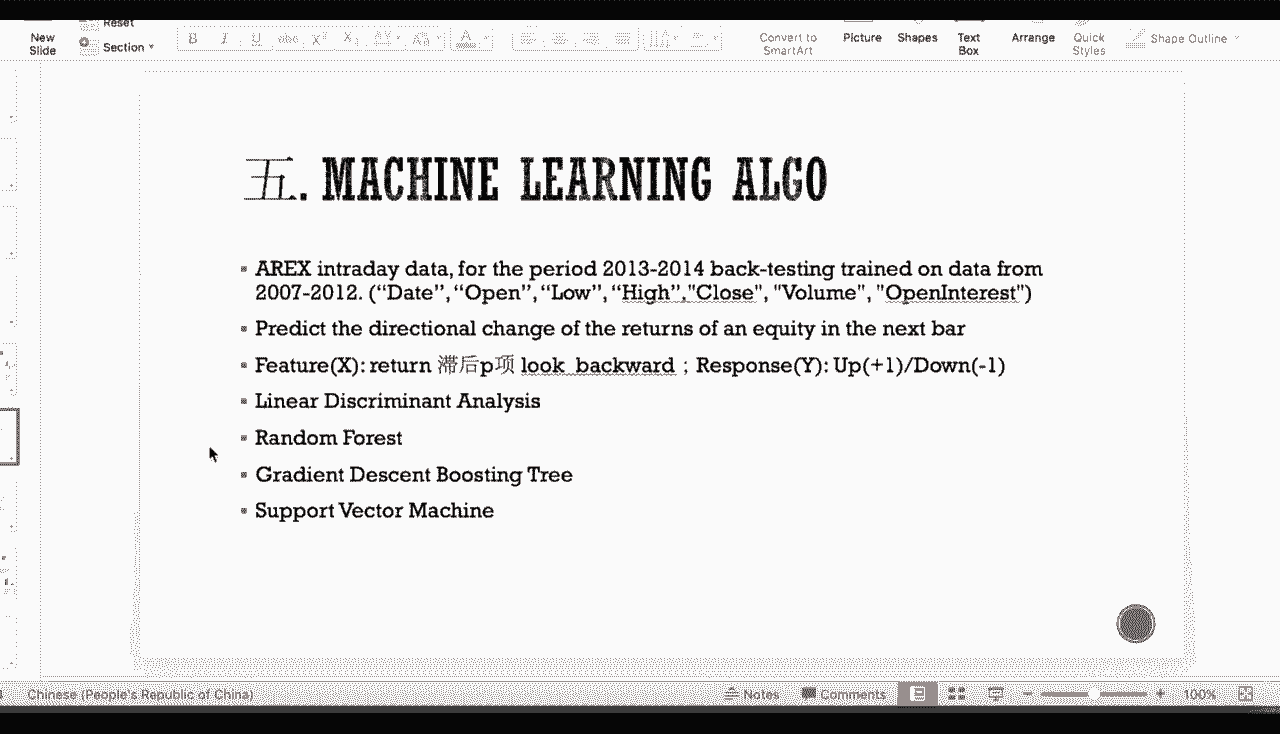 Reset
New
Slide
Section
B I U abc X² X₂ AV Aa A
Convert to
SmartArt
Picture
Shapes
Text
Box
Arrange
Quick
Styles
Shape Outline
五. MACHINE LEARNING ALGO
AREX intraday data, for the period 2013-2014 back-testing trained on data from
2007-2012. (“Date”, “Open”, “Low”, “High”,"Close", "Volume", "OpenInterest")
Predict the directional change of the returns of an equity in the next bar
Feature(X): return 滞后p项 look_backward ; Response(Y): Up(+1)/Down(-1)
Linear Discriminant Analysis
Random Forest
Gradient Descent Boosting Tree
Support Vector Machine
Chinese (People's Republic of China)
Notes
Comments
100%